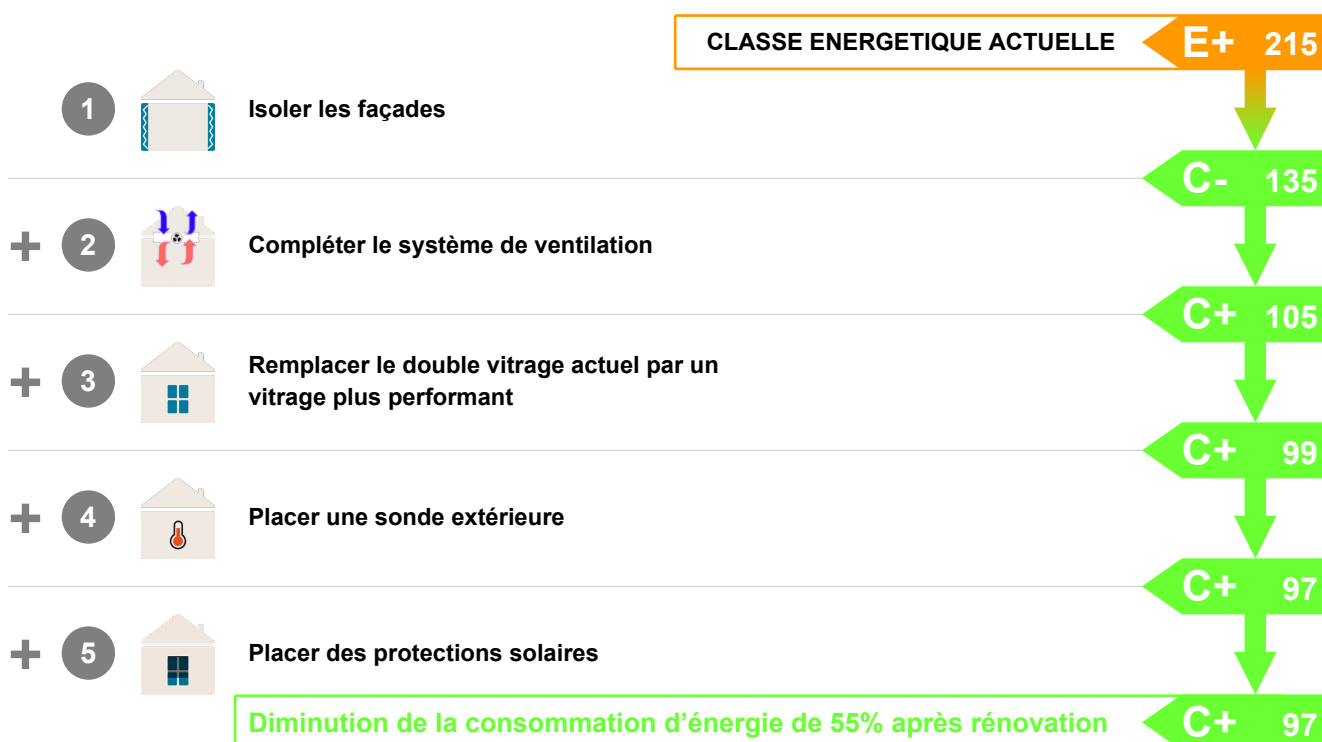 CLASSE ENERGETIQUE ACTUELLE E+ 215
1 Isoler les façades
C- 135
+ 2 Compléter le système de ventilation
C+ 105
+ 3 Remplacer le double vitrage actuel par un
vitrage plus performant
C+ 99
+ 4 Placer une sonde extérieure
C+ 97
+ 5 Placer des protections solaires
Diminution de la consommation d’énergie de 55% après rénovation C+ 97